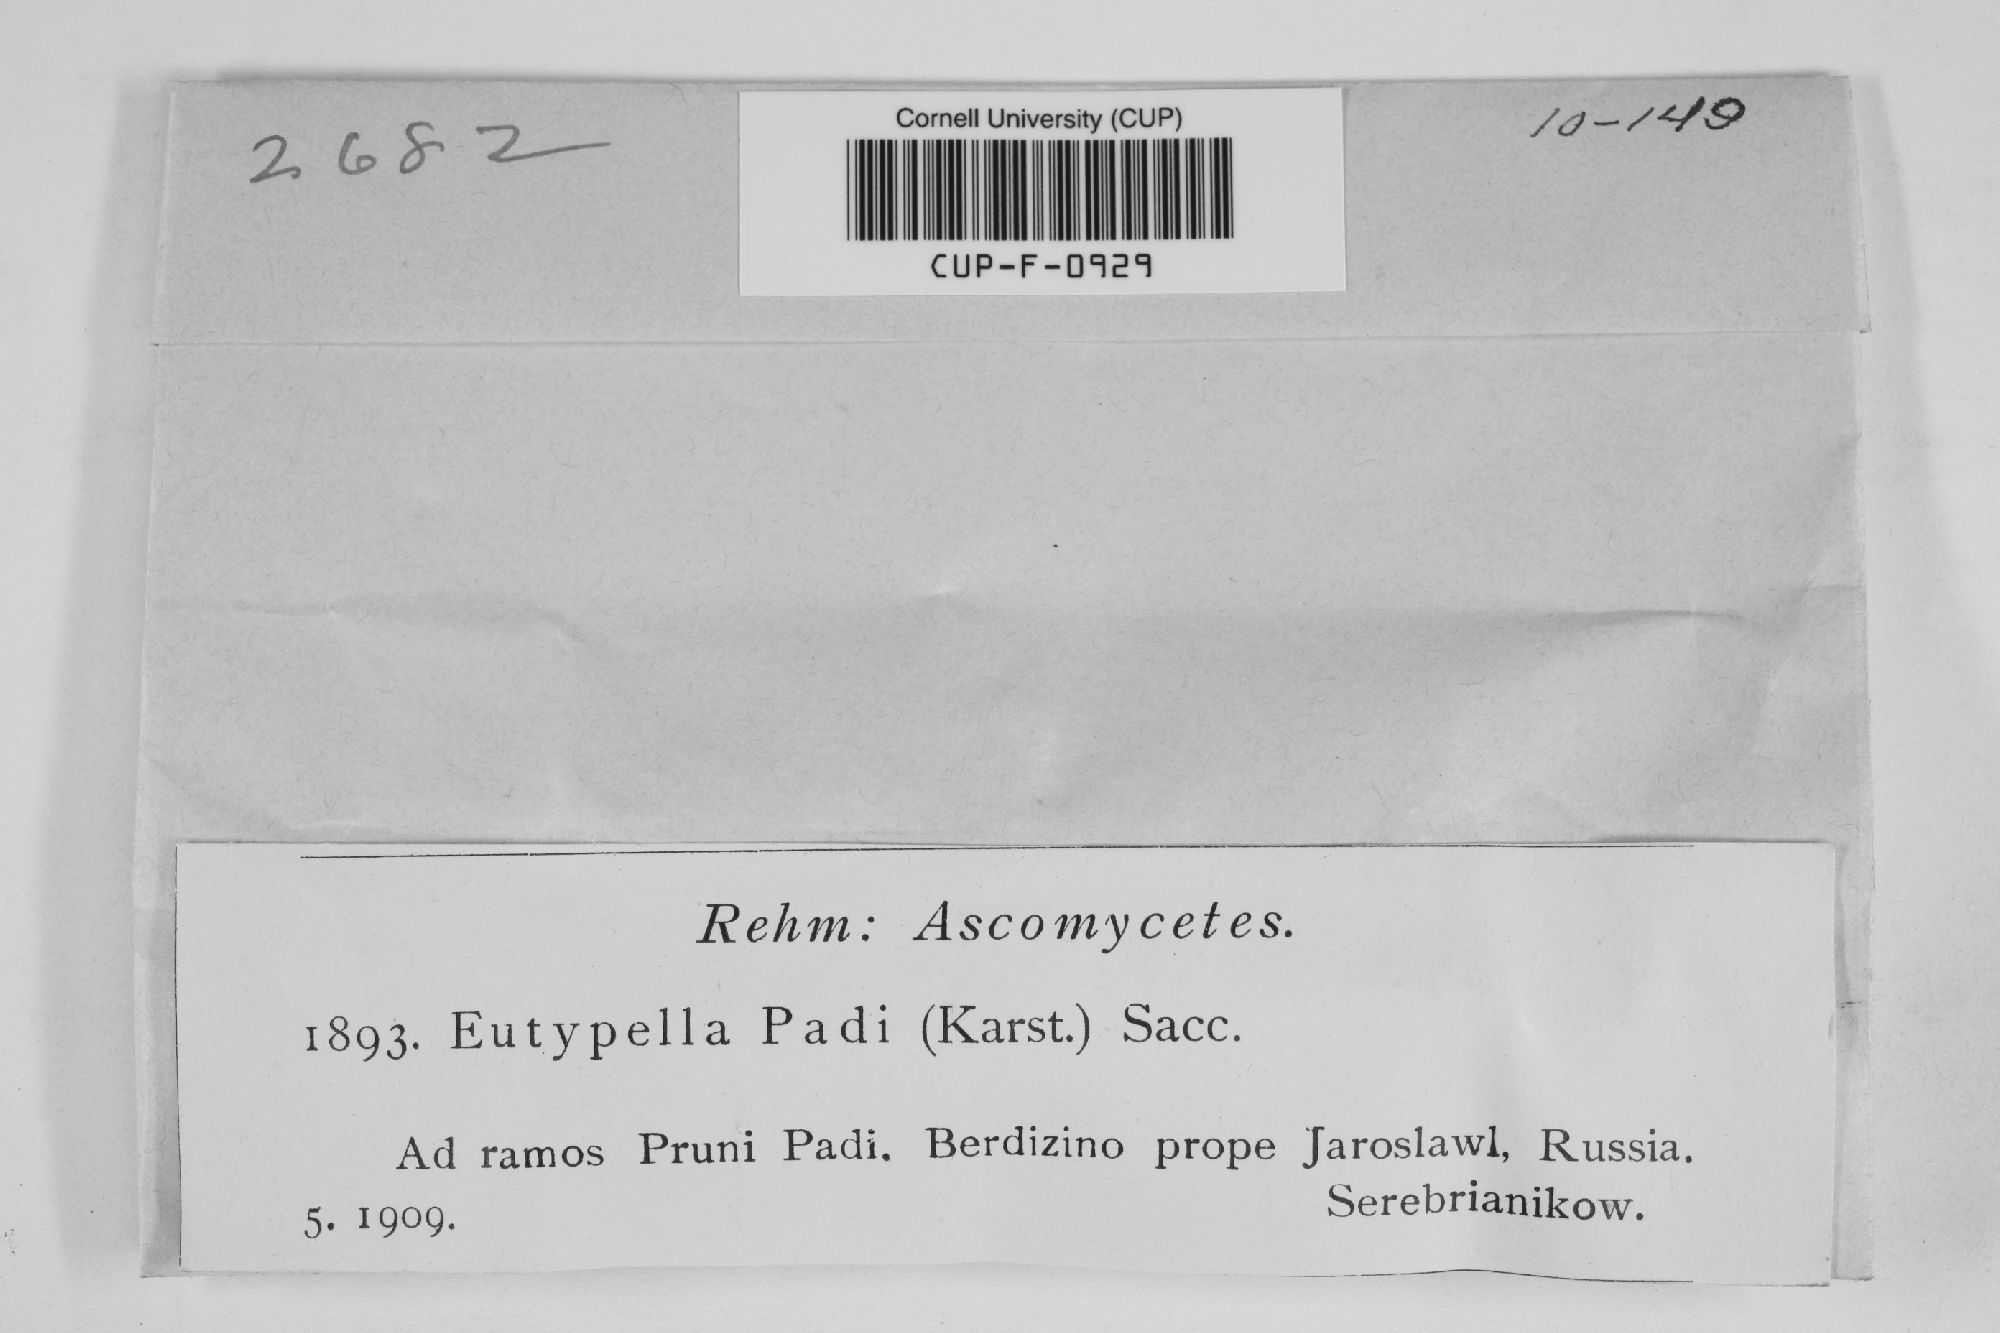 2682
Cornell University (CUP)
CUP-F-0929
10-149
Rehm: Ascomycetes.
1893. Eutypella Padi (Karst.) Sacc.
Ad ramos Pruni Padi. Berdizino prope Jaroslawl, Russia.
5. 1909.
Serebrianikow.